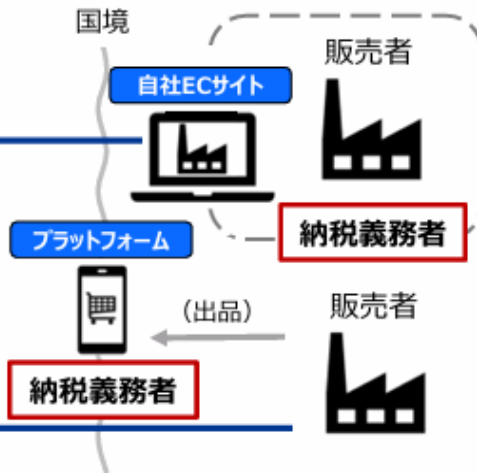 国境
販売者
自社ECサイト
納税義務者
プラットフォーム
(出品)
販売者
納税義務者